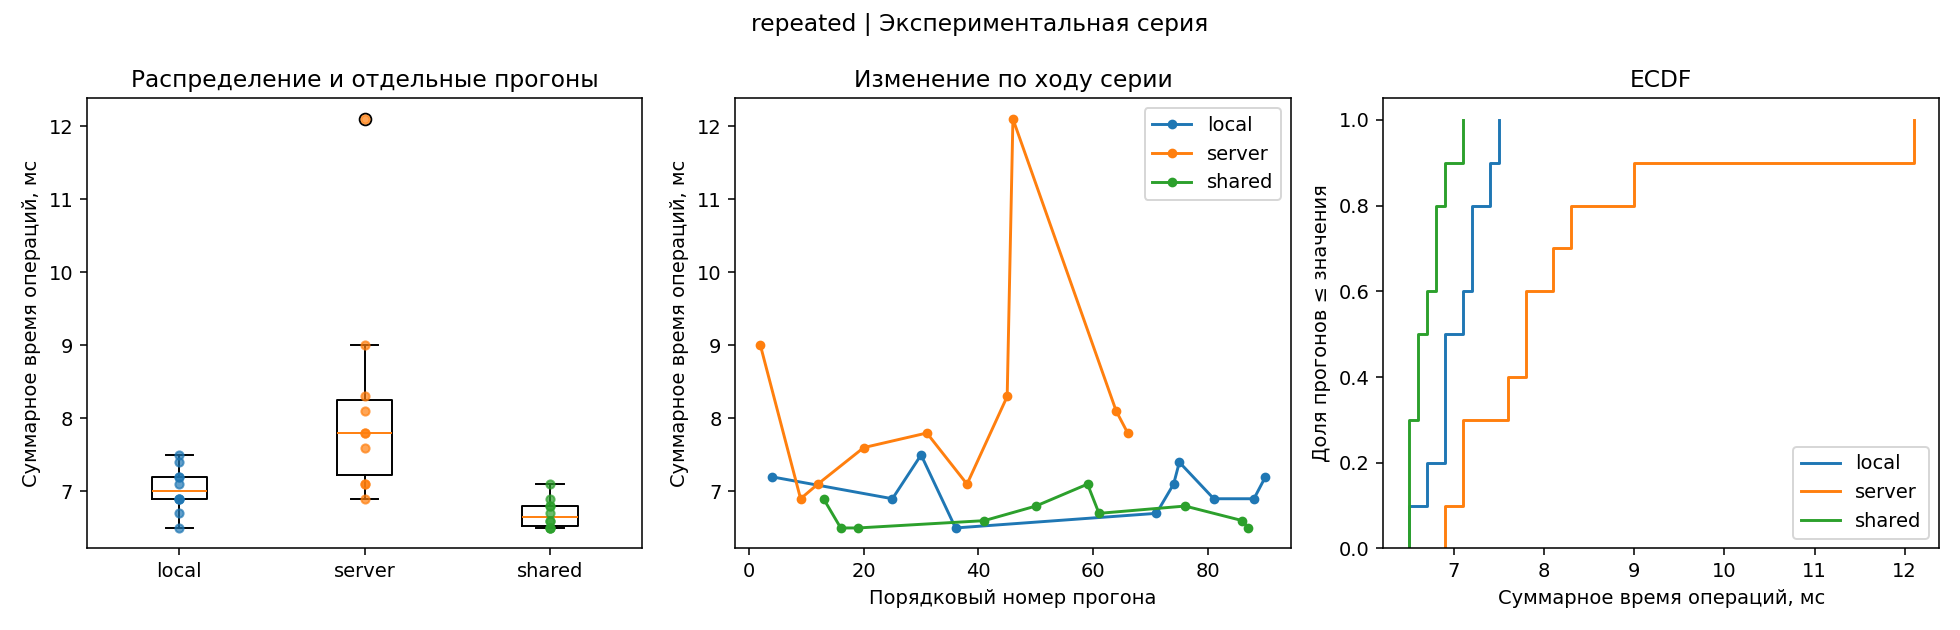 repeated | Экспериментальная серия
Распределение и отдельные прогоны
Суммарное время операций, мс
12
11
10
9
8
7
local
server
shared
Изменение по ходу серии
Суммарное время операций, мс
12
11
10
9
8
7
local
server
shared
0
20
40
60
80
Порядковый номер прогона
ECDF
Доля прогонов ≤ значения
1.0
0.8
0.6
0.4
0.2
0.0
local
server
shared
7
8
9
10
11
12
Суммарное время операций, мс